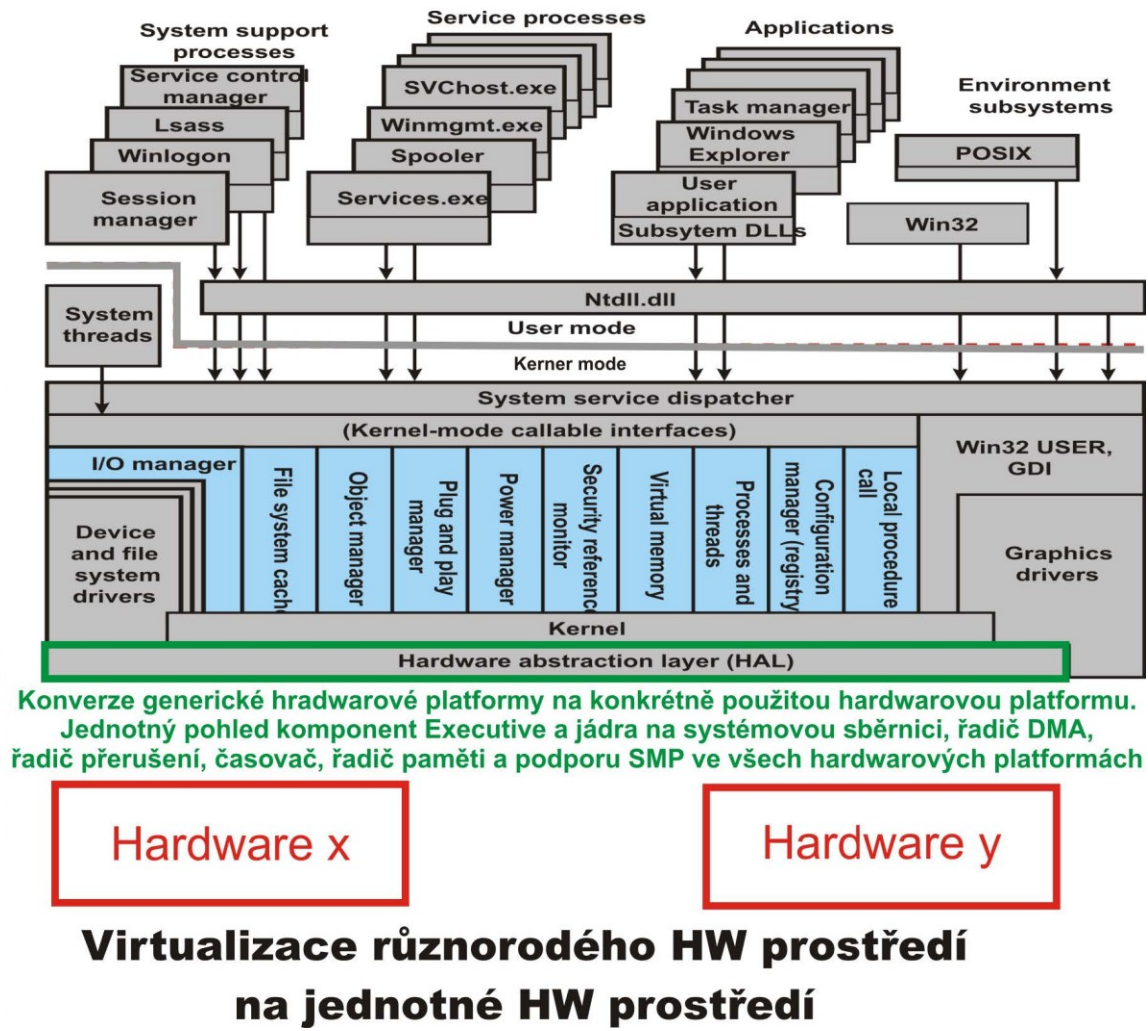 System support
processes
Service processes
Applications
Environment
subsystems
Service control
manager
Lsass
Winlogon
Session
manager
SVChost.exe
Winmgmt.exe
Spooler
Services.exe
Task manager
Windows
Explorer
User
application
Subsytem DLLs
POSIX
Win32
System
threads
Ntdll.dll
User mode
Kerner mode
System service dispatcher
(Kernel-mode callable interfaces)
Win32 USER,
GDI
I/O manager
Device
and file
system
drivers
File system cache
Object manager
Plug and play
manager
Power manager
Security reference
monitor
Virtual memory
Processes and
threads
Configuration
manager (registry
Local procedure
call
Graphics
drivers
Kernel
Hardware abstraction layer (HAL)
Konverze generické hradwarové platformy na konkrétně použitou hardwarovou platformu.
Jednotný pohled komponent Executive a jádra na systémovou sběrnici, řadič DMA,
řadič přerušení, časovač, řadič paměti a podporu SMP ve všech hardwarových platformách
Hardware x
Hardware y
Virtualizace různorodého HW prostředí
na jednotné HW prostředí